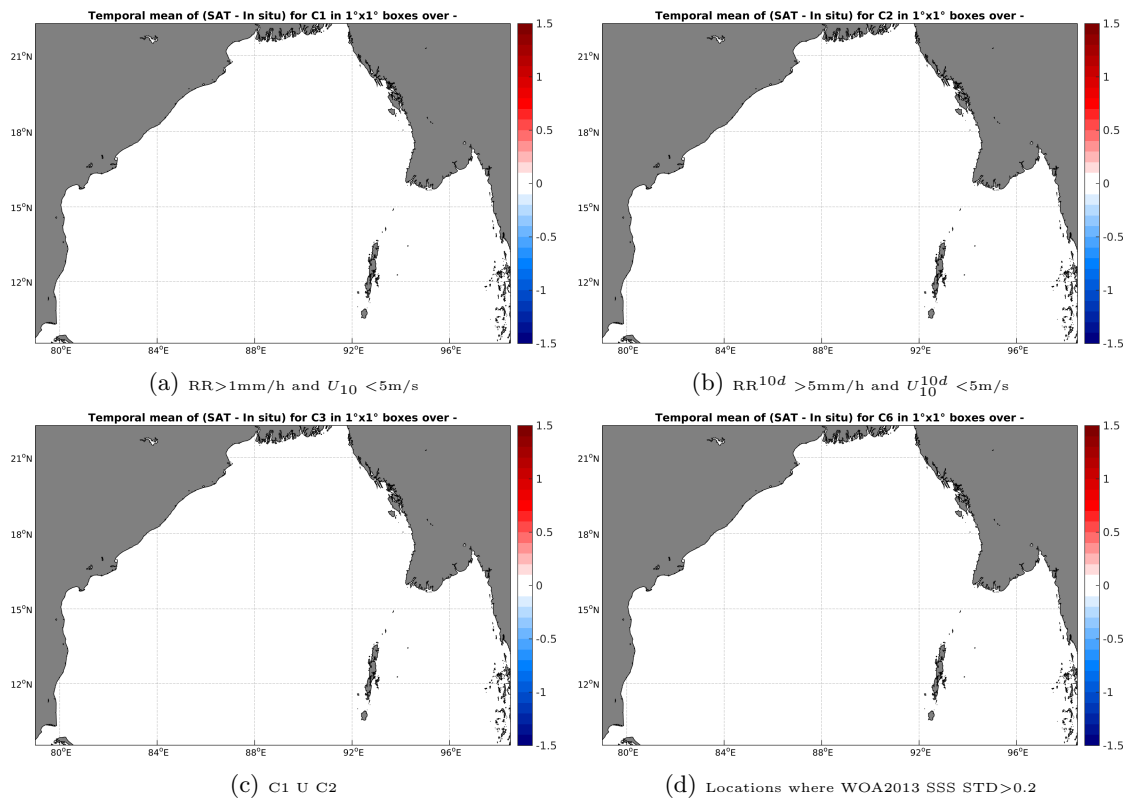 Temporal mean of (SAT - In situ) for C1 in 1°x1° boxes over -
21°N
18°N
15°N
12°N
80°E 84°E 88°E 92°E 96°E
1.5
1
0.5
0
-0.5
-1
-1.5
(a) RR>1mm/h and U10 <5m/s
Temporal mean of (SAT - In situ) for C2 in 1°x1° boxes over -
21°N
18°N
15°N
12°N
80°E 84°E 88°E 92°E 96°E
1.5
1
0.5
0
-0.5
-1
-1.5
(b) RR^10d >5mm/h and U10^10d <5m/s
Temporal mean of (SAT - In situ) for C3 in 1°x1° boxes over -
21°N
18°N
15°N
12°N
80°E 84°E 88°E 92°E 96°E
1.5
1
0.5
0
-0.5
-1
-1.5
(c) C1 U C2
Temporal mean of (SAT - In situ) for C6 in 1°x1° boxes over -
21°N
18°N
15°N
12°N
80°E 84°E 88°E 92°E 96°E
1.5
1
0.5
0
-0.5
-1
-1.5
(d) Locations where WOA2013 SSS STD>0.2